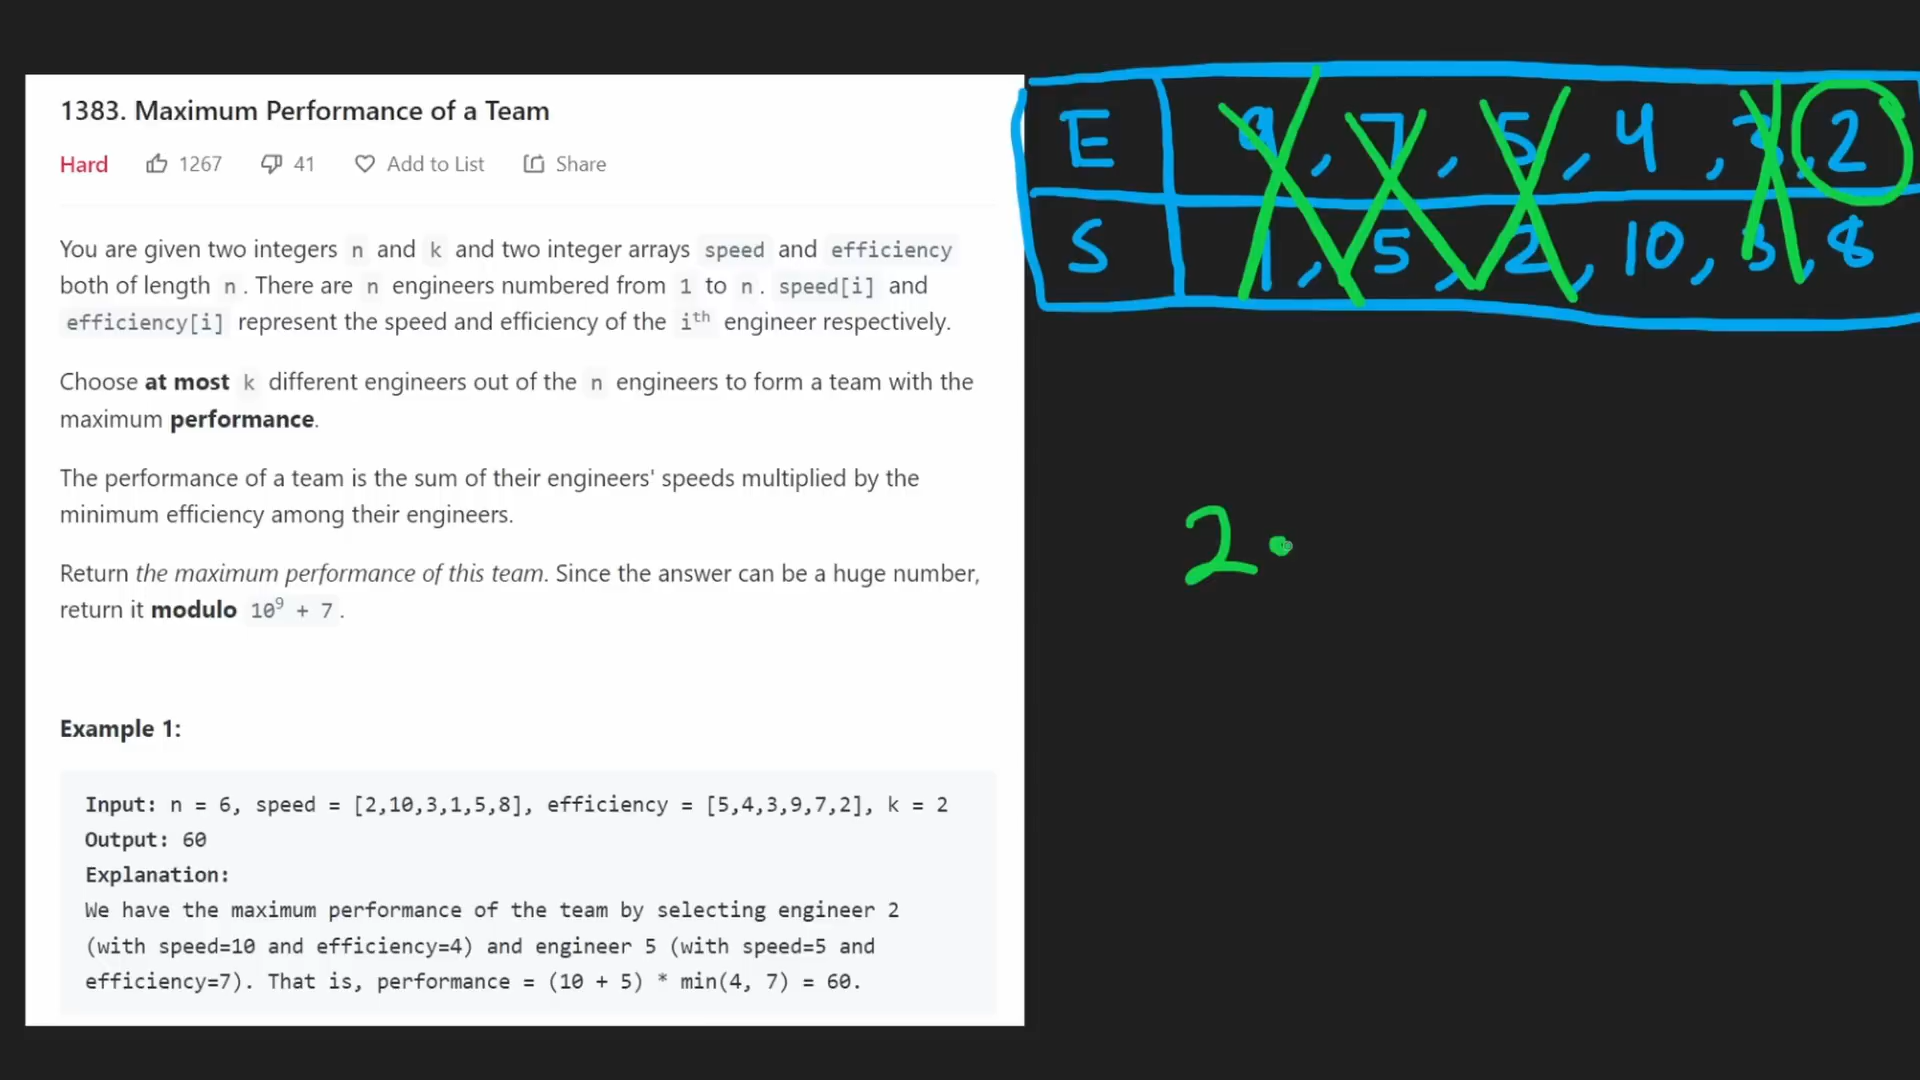 1383. Maximum Performance of a Team
Hard 1267 41 Add to List Share
You are given two integers n and k and two integer arrays speed and efficiency
both of length n. There are n engineers numbered from 1 to n. speed[i] and
efficiency[i] represent the speed and efficiency of the iᵗʰ engineer respectively.
Choose at most k different engineers out of the n engineers to form a team with the
maximum performance.
The performance of a team is the sum of their engineers' speeds multiplied by the
minimum efficiency among their engineers.
Return the maximum performance of this team. Since the answer can be a huge number,
return it modulo 10⁹ + 7.
Example 1:
Input: n = 6, speed = [2,10,3,1,5,8], efficiency = [5,4,3,9,7,2], k = 2
Output: 60
Explanation:
We have the maximum performance of the team by selecting engineer 2
(with speed=10 and efficiency=4) and engineer 5 (with speed=5 and
efficiency=7). That is, performance = (10 + 5) * min(4, 7) = 60.
E 9, 7, 5, 4, 3, 2
S 1, 5, 2, 10, 3, 8
2 ·